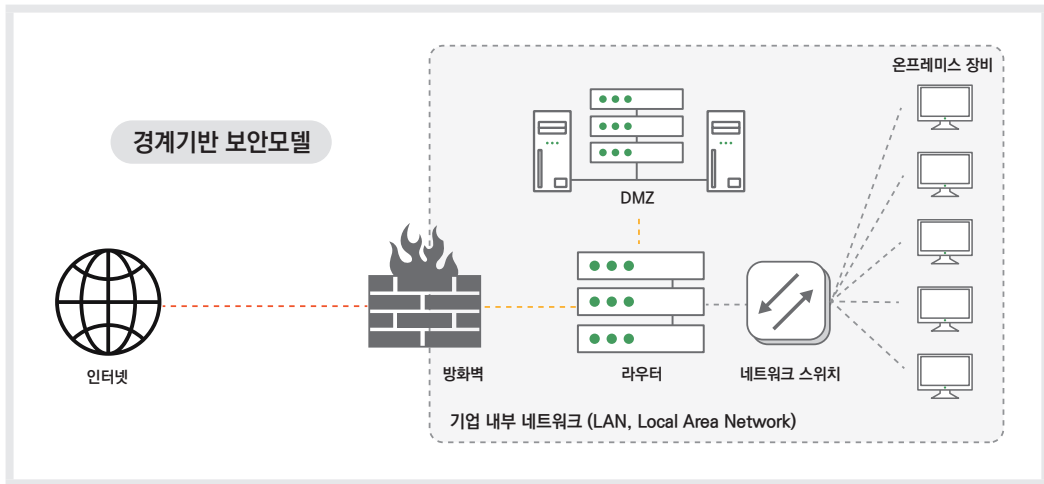 온프레미스 장비
경계기반 보안모델
DMZ
인터넷
방화벽
라우터
네트워크 스위치
기업 내부 네트워크 (LAN, Local Area Network)